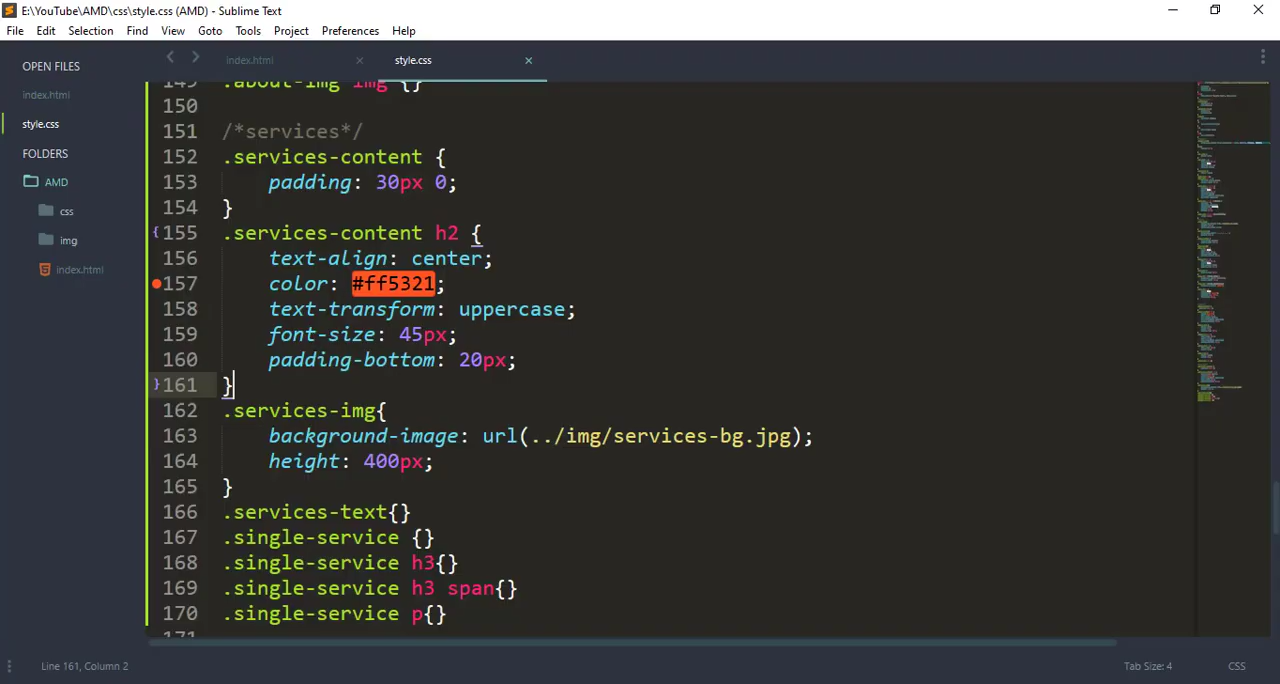 E:\YouTube\AMD\css\style.css (AMD) - Sublime Text
File Edit Selection Find View Goto Tools Project Preferences Help
OPEN FILES
index.html
style.css
FOLDERS
AMD
css
img
index.html
index.html
style.css
149 .about-img img {}
150
151 /*services*/
152 .services-content {
153 padding: 30px 0;
154 }
155 .services-content h2 {
156 text-align: center;
157 color: #ff5321;
158 text-transform: uppercase;
159 font-size: 45px;
160 padding-bottom: 20px;
161 }
162 .services-img{
163 background-image: url(../img/services-bg.jpg);
164 height: 400px;
165 }
166 .services-text{}
167 .single-service {}
168 .single-service h3{}
169 .single-service h3 span{}
170 .single-service p{}
171
Line 161, Column 2
Tab Size: 4
CSS